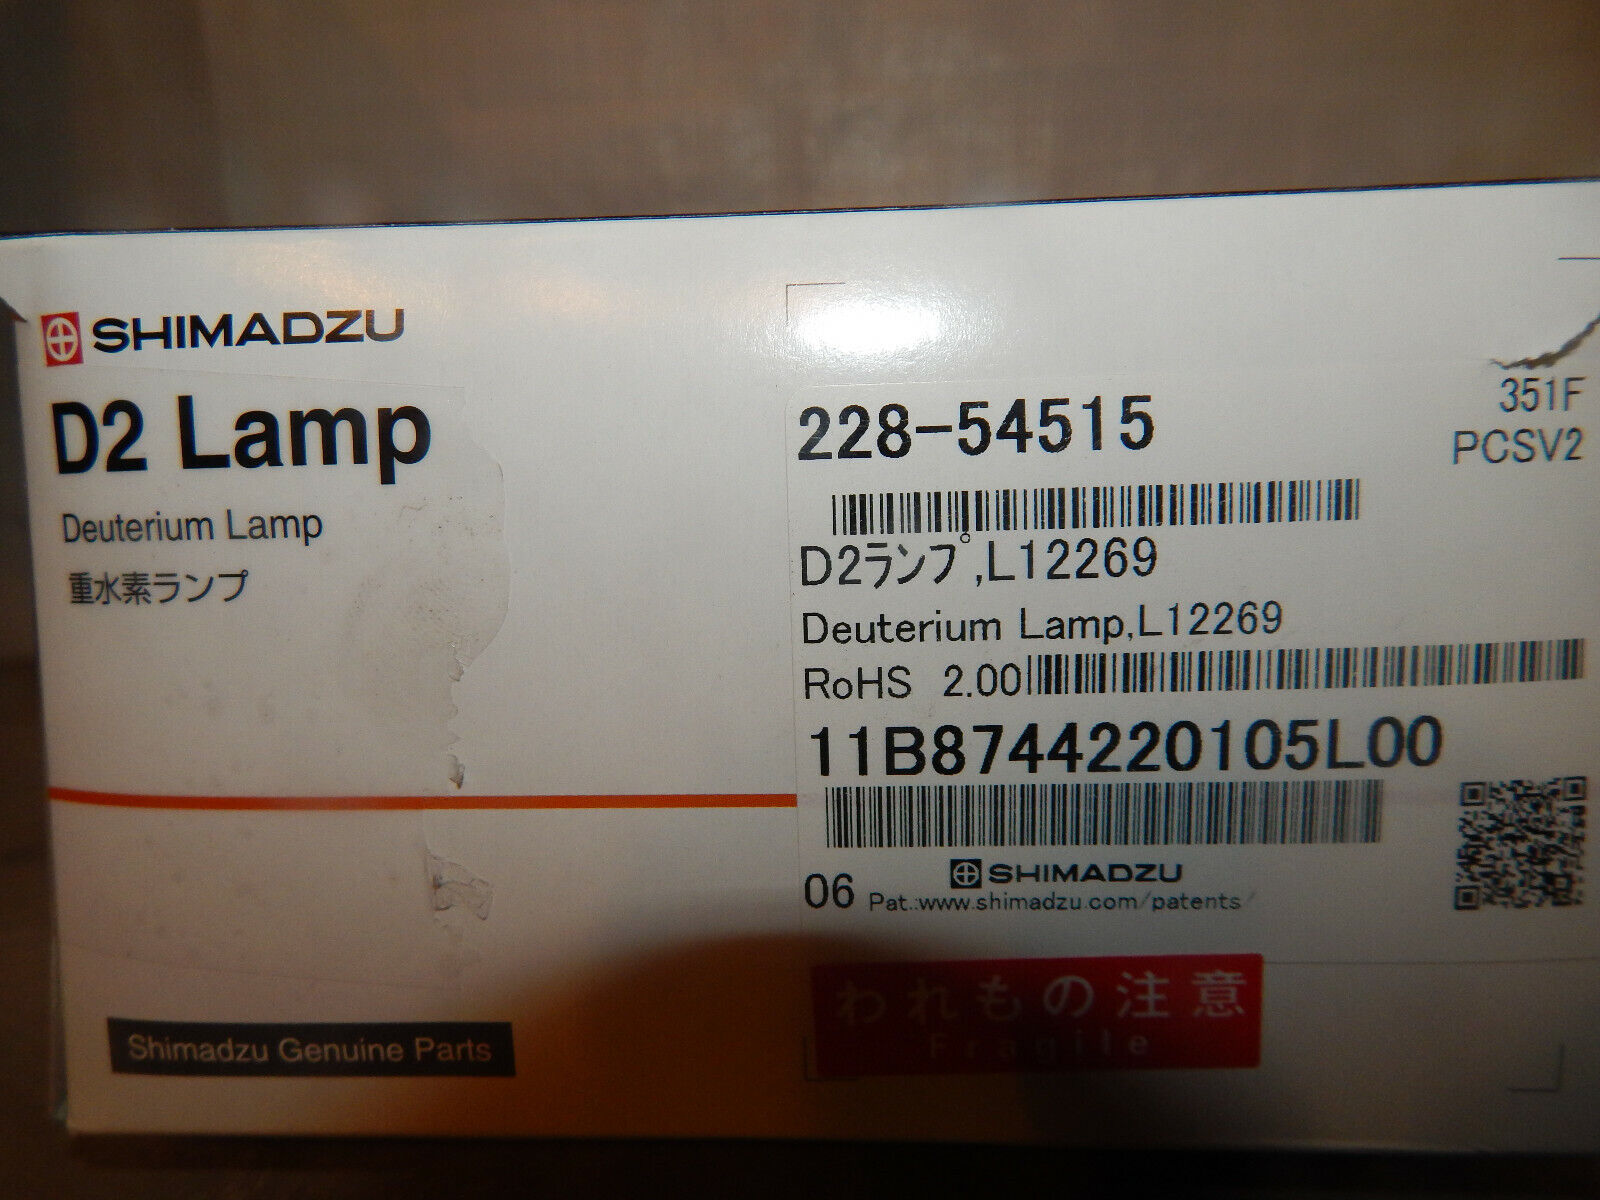 SHIMADZU
D2 Lamp
Deuterium Lamp
重水素ランプ
Shimadzu Genuine Parts
351F
228-54515
PCSV2
D2ﾗﾝﾌﾟ,L12269
Deuterium Lamp,L12269
RoHS 2.00
11B8744220105L00
06
SHIMADZU
Pat.:www.shimadzu.com/patents/
われもの注意
Fragile